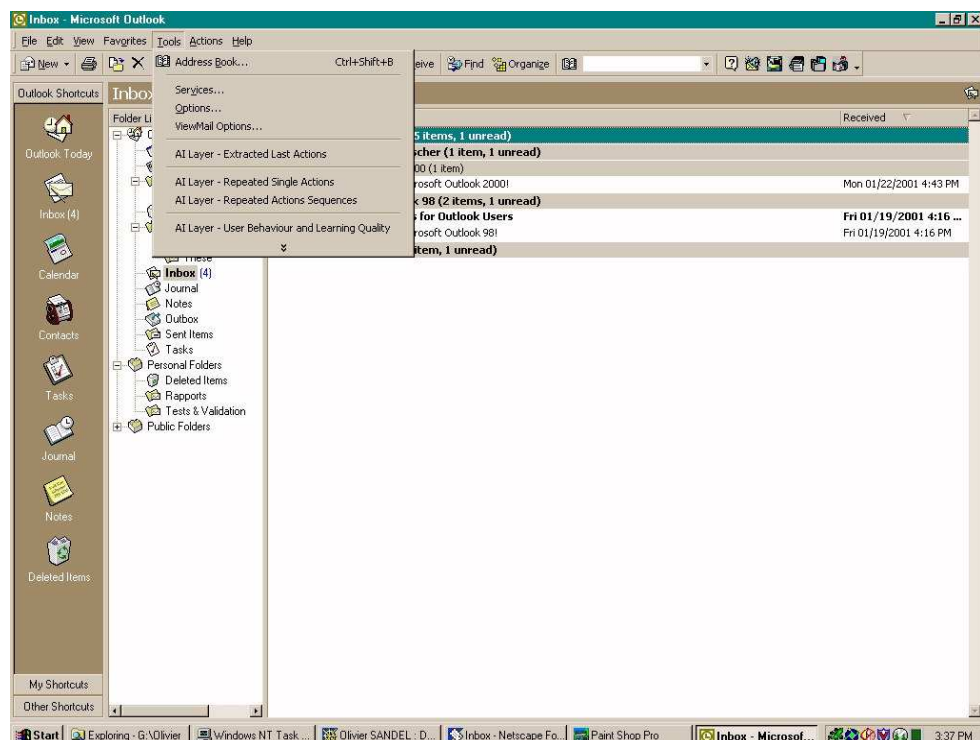 Inbox - Microsoft Outlook
File Edit View Favorites Tools Actions Help
New
eive Find Organize
Address Book... Ctrl+Shift+B
Services...
Options...
ViewMail Options...
AI Layer - Extracted Last Actions
AI Layer - Repeated Single Actions
AI Layer - Repeated Actions Sequences
AI Layer - User Behaviour and Learning Quality
Outlook Shortcuts
Outlook Today
Inbox (4)
Calendar
Contacts
Tasks
Journal
Notes
Deleted Items
My Shortcuts
Other Shortcuts
Inbo
Folder Li
These
Inbox (4)
Journal
Notes
Outbox
Sent Items
Tasks
Personal Folders
Deleted Items
Rapports
Tests & Validation
Public Folders
Received
5 items, 1 unread)
cher (1 item, 1 unread)
00 (1 item)
rosoft Outlook 2000! Mon 01/22/2001 4:43 PM
98 (2 items, 1 unread)
for Outlook Users Fri 01/19/2001 4:16 ...
rosoft Outlook 98! Fri 01/19/2001 4:16 PM
item, 1 unread)
Start Exploring - G:\Olivier Windows NT Task ... Olivier SANDEL : D... Inbox - Netscape Fo... Paint Shop Pro Inbox - Microsof... 3:37 PM